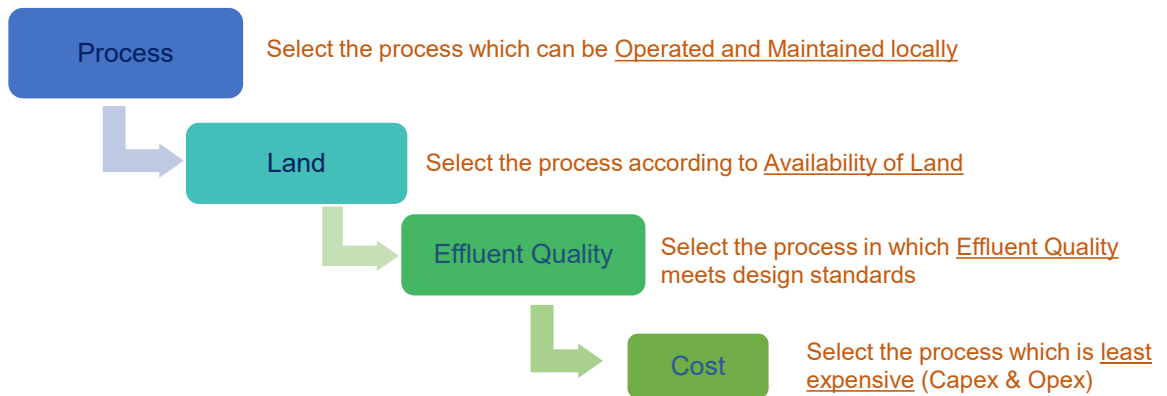 Process
Select the process which can be Operated and Maintained locally
Land
Select the process according to Availability of Land
Effluent Quality
Select the process in which Effluent Quality
meets design standards
Cost
Select the process which is least
expensive (Capex & Opex)